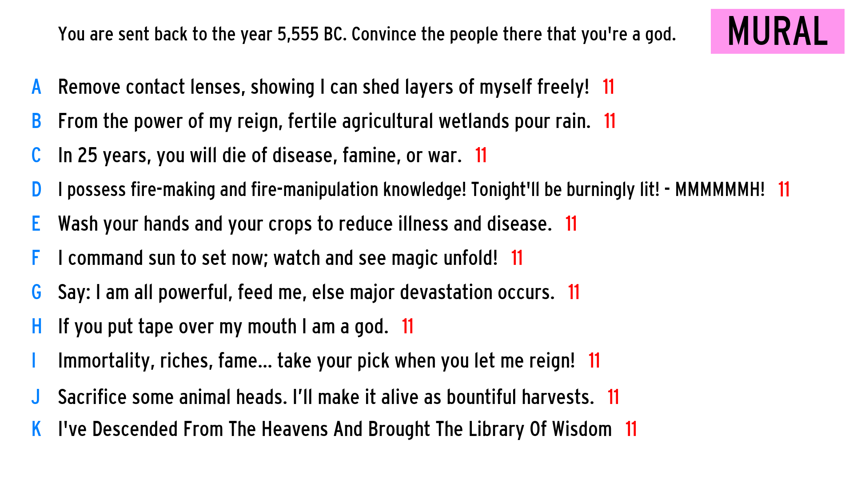 You are sent back to the year 5,555 BC. Convince the people there that you're a god.
MURAL
A Remove contact lenses, showing I can shed layers of myself freely! 11
B From the power of my reign, fertile agricultural wetlands pour rain. 11
C In 25 years, you will die of disease, famine, or war. 11
D I possess fire-making and fire-manipulation knowledge! Tonight'll be burningly lit! - MMMMMMH! 11
E Wash your hands and your crops to reduce illness and disease. 11
F I command sun to set now; watch and see magic unfold! 11
G Say: I am all powerful, feed me, else major devastation occurs. 11
H If you put tape over my mouth I am a god. 11
I Immortality, riches, fame... take your pick when you let me reign! 11
J Sacrifice some animal heads. I’ll make it alive as bountiful harvests. 11
K I've Descended From The Heavens And Brought The Library Of Wisdom 11